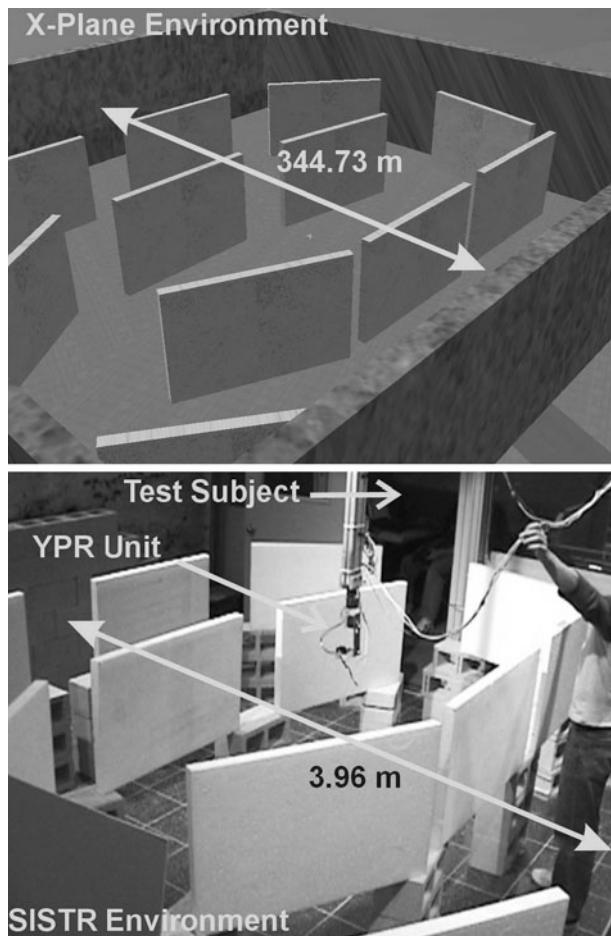 X-Plane Environment
344.73 m
Test Subject
YPR Unit
3.96 m
SISTR Environment